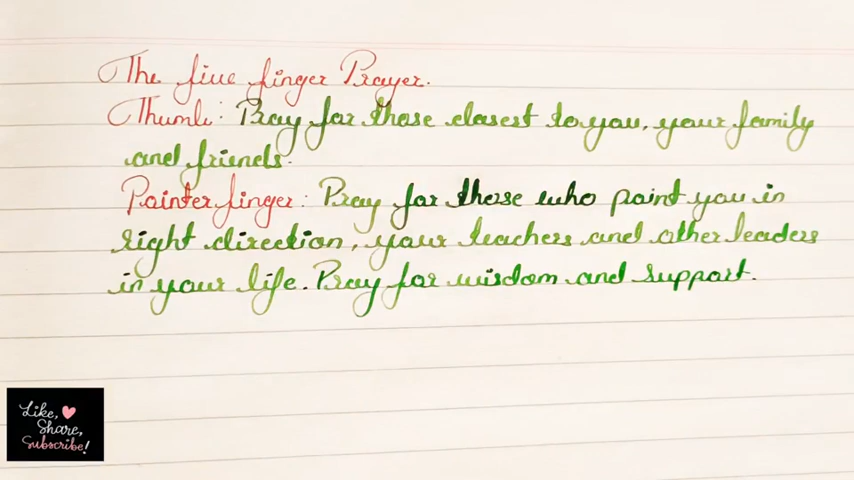 The five finger Prayer.
Thumb: Pray for those closest to you, your family
and friends.
Pointer finger: Pray for those who point you in
right direction, your teachers and other leaders
in your life. Pray for wisdom and support.
Like,
Share,
Subscribe!